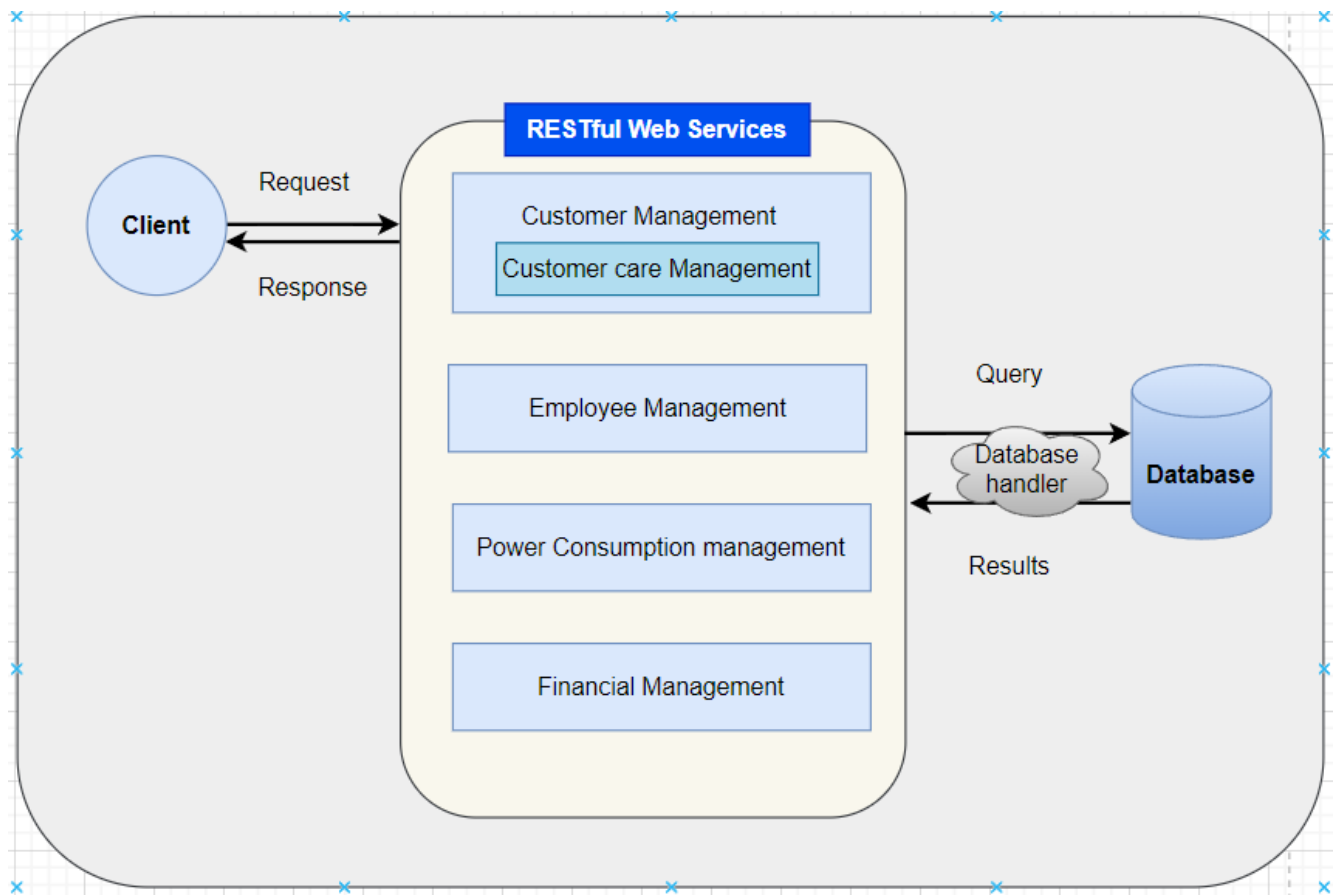 RESTful Web Services
Request
Customer Management
Client
Customer care Management
Response
Query
Employee Management
Database
handler
Database
Power Consumption management
Results
Financial Management